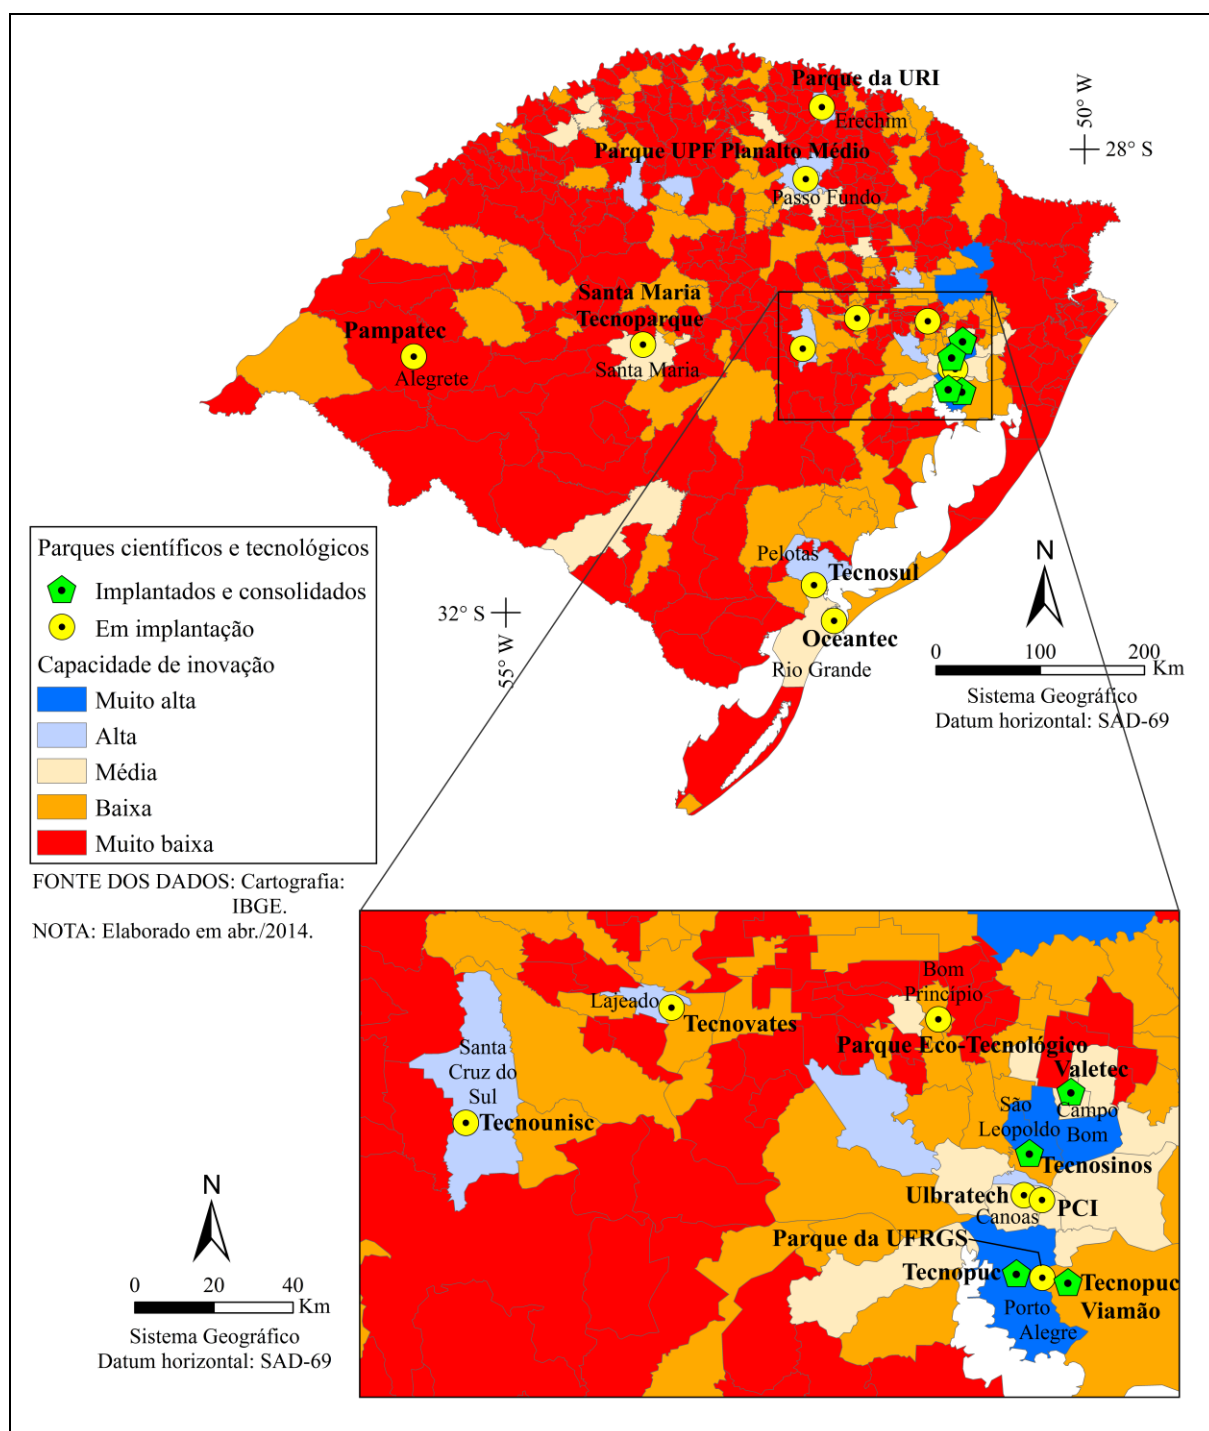 Parque da URI
Erechim
50° W
28° S
Parque UPF Planalto Médio
Passo Fundo
Santa Maria
Tecnoparque
Santa Maria
Pampatec
Alegrete
Pelotas
Tecnosul
Oceantec
Rio Grande
32° S
55° W
N
0 100 200
Km
Sistema Geográfico
Datum horizontal: SAD-69
Parques científicos e tecnológicos
Implantados e consolidados
Em implantação
Capacidade de inovação
Muito alta
Alta
Média
Baixa
Muito baixa
FONTE DOS DADOS: Cartografia:
IBGE.
NOTA: Elaborado em abr./2014.
Lajeado
Tecnovates
Bom
Princípio
Parque Eco-Tecnológico
Valetec
Santa
Cruz do
Sul
Tecnounisc
São
Leopoldo
Campo
Bom
Tecnosinos
Ulbratech
PCI
Canoas
Parque da UFRGS
Tecnopuc
Tecnopuc
Viamão
Porto
Alegre
N
0 20 40
Km
Sistema Geográfico
Datum horizontal: SAD-69